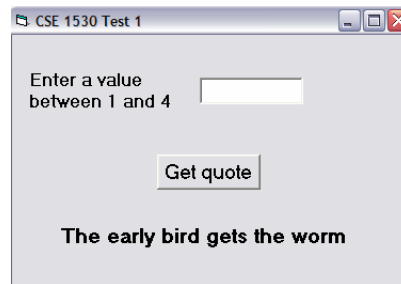 CSE 1530 Test 1
Enter a value
between 1 and 4
Get quote
The early bird gets the worm